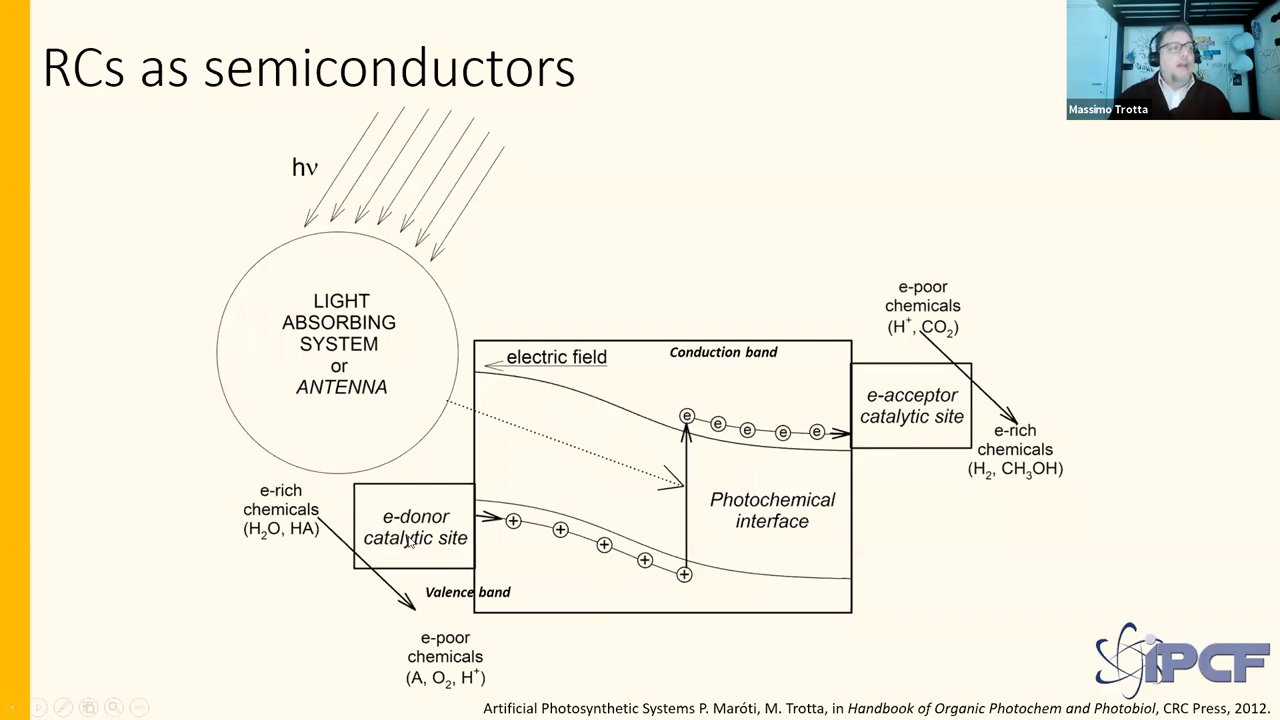 RCs as semiconductors
Massimo Trotta
hν
LIGHT
ABSORBING
SYSTEM
or
ANTENNA
electric field
Conduction band
e-poor
chemicals
(H⁺, CO₂)
e-acceptor
catalytic site
e-rich
chemicals
(H₂, CH₃OH)
e e e e e
Photochemical
interface
e-rich
chemicals
(H₂O, HA)
e-donor
catalytic site
+ + + + +
Valence band
e-poor
chemicals
(A, O₂, H⁺)
iPCF
Artificial Photosynthetic Systems P. Maróti, M. Trotta, in Handbook of Organic Photochem and Photobiol, CRC Press, 2012.